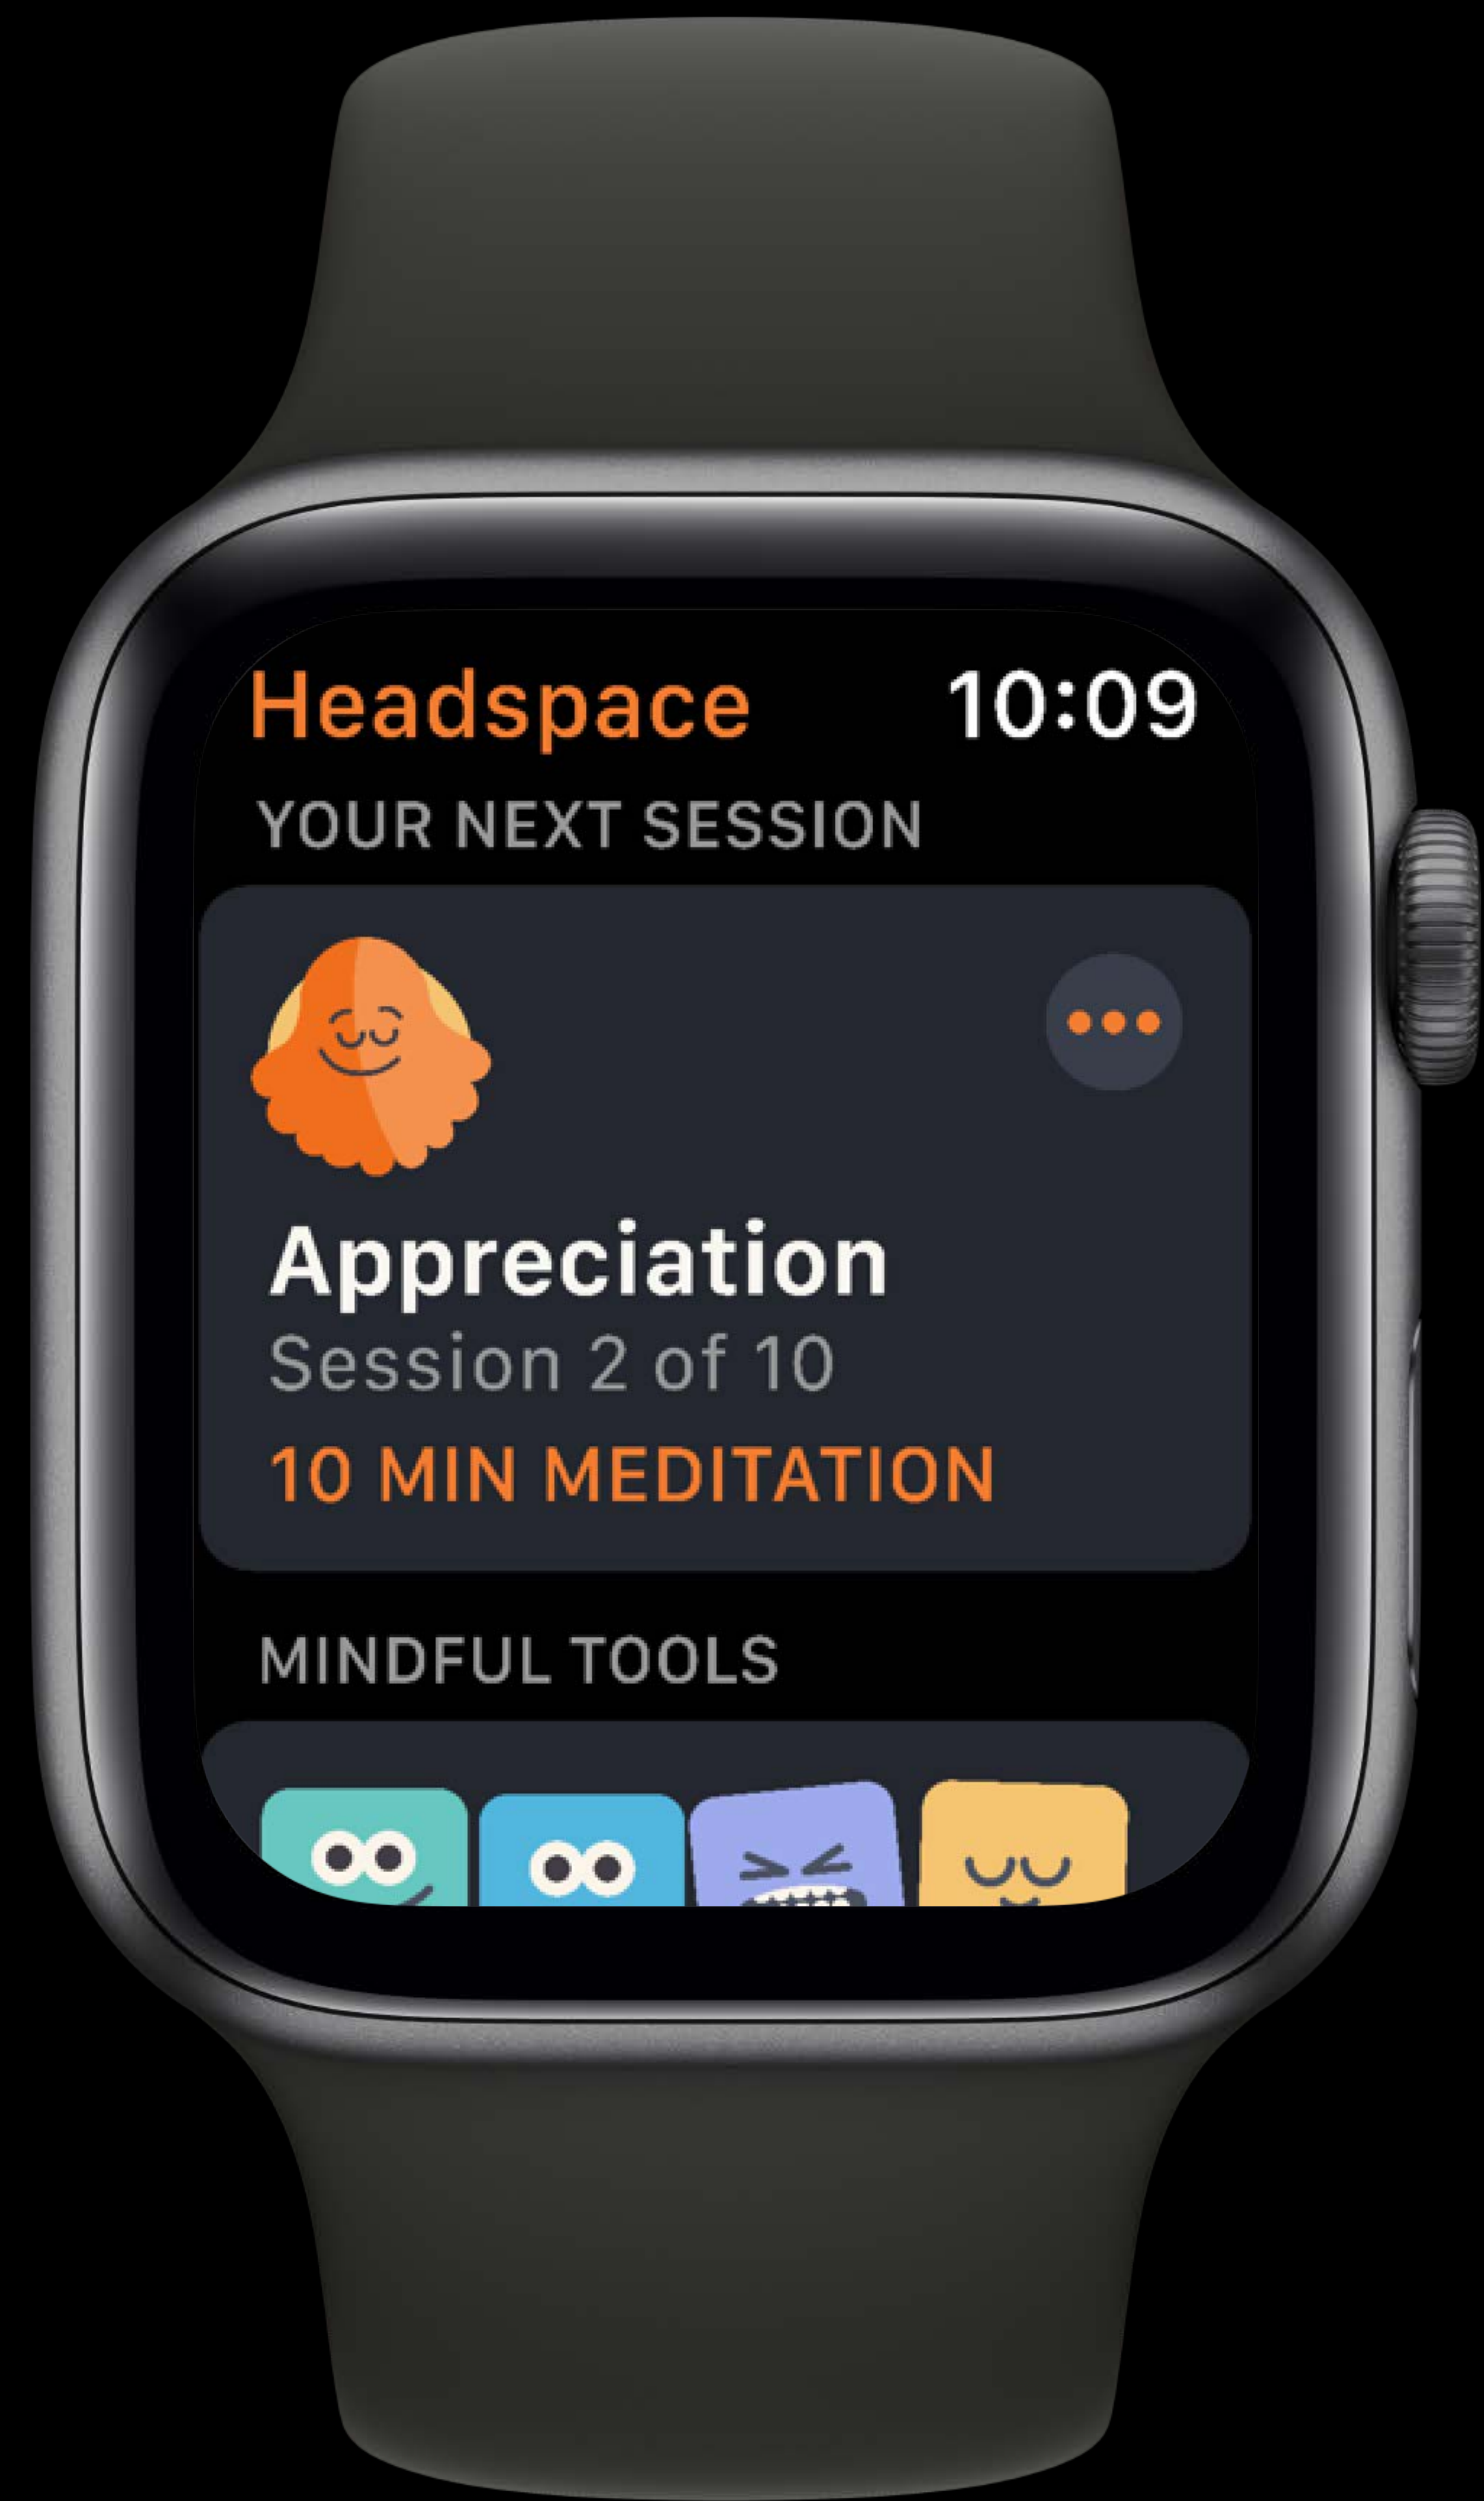 Headspace 10:09
YOUR NEXT SESSION
Appreciation
Session 2 of 10
10 MIN MEDITATION
MINDFUL TOOLS